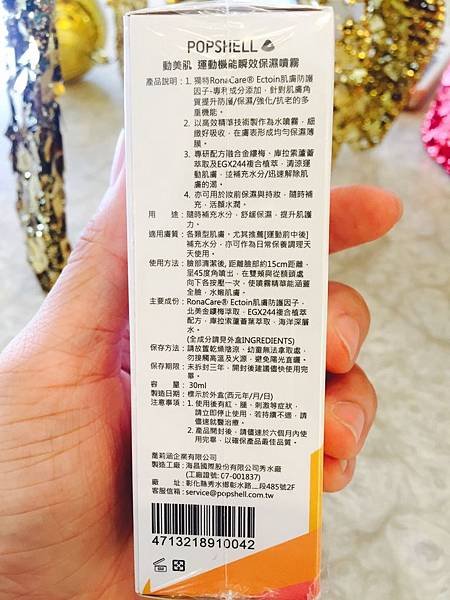 POPSHELL
動美肌 運動機能瞬效保濕噴霧
產品說明：1. 獨特RonaCare® Ectoin肌膚防護
因子-專利成分添加，針對肌膚角
質提升防護/保濕/強化/抗老的多
重機能。
2. 以高效精準技術製作為水噴霧，細
緻好吸收，在膚表形成均勻保濕薄
膜。
3. 專研配方融合金縷梅、庫拉索蘆薈
萃取及EGX244複合植萃，清涼運
動肌膚，並補充水分/迅速解除肌
膚的渴。
4. 亦可用於妝前保濕與持妝，隨時補
充，活顏水潤。
用 途：隨時補充水分，舒緩保濕，提升肌護
力。
適用膚質：各類型肌膚。尤其推薦[運動前中後]
補充水分，亦可作為日常保養調理天
天使用。
使用方法：臉部清潔後，距離臉部約15cm距離，
呈45度角噴出，在雙頰與從額頭處
向下各按壓一次，使噴霧精華能涵蓋
全臉，水嫩肌膚。
主要成份：RonaCare® Ectoin肌膚防護因子，
北美金縷梅萃取，EGX244複合植萃
配方，庫拉索蘆薈葉萃取，海洋深層
水。
(全成分請見外盒INGREDIENTS)
保存方法：請放置乾燥陰涼、幼童無法拿取處，
勿接觸高溫及火源，避免陽光直曬。
保存期限：未拆封三年，開封後建議儘快使用完
畢。
容 量：30ml
製造日期：標示於外盒(西元年/月/日)
注意事項：1. 使用後有紅、腫、刺激等症狀，
請立即停止使用，若持續不適，請
儘速就醫治療。
2. 產品開封後，請儘速於六個月內使
用完畢，以確保產品最佳品質。
喬莉涵企業有限公司
製造工廠：海昌國際股份有限公司秀水廠
(工廠證號: 07-001837)
廠 址：彰化縣秀水鄉彰水路二段485號2F
客服信箱：service@popshell.com.tw
4713218910042